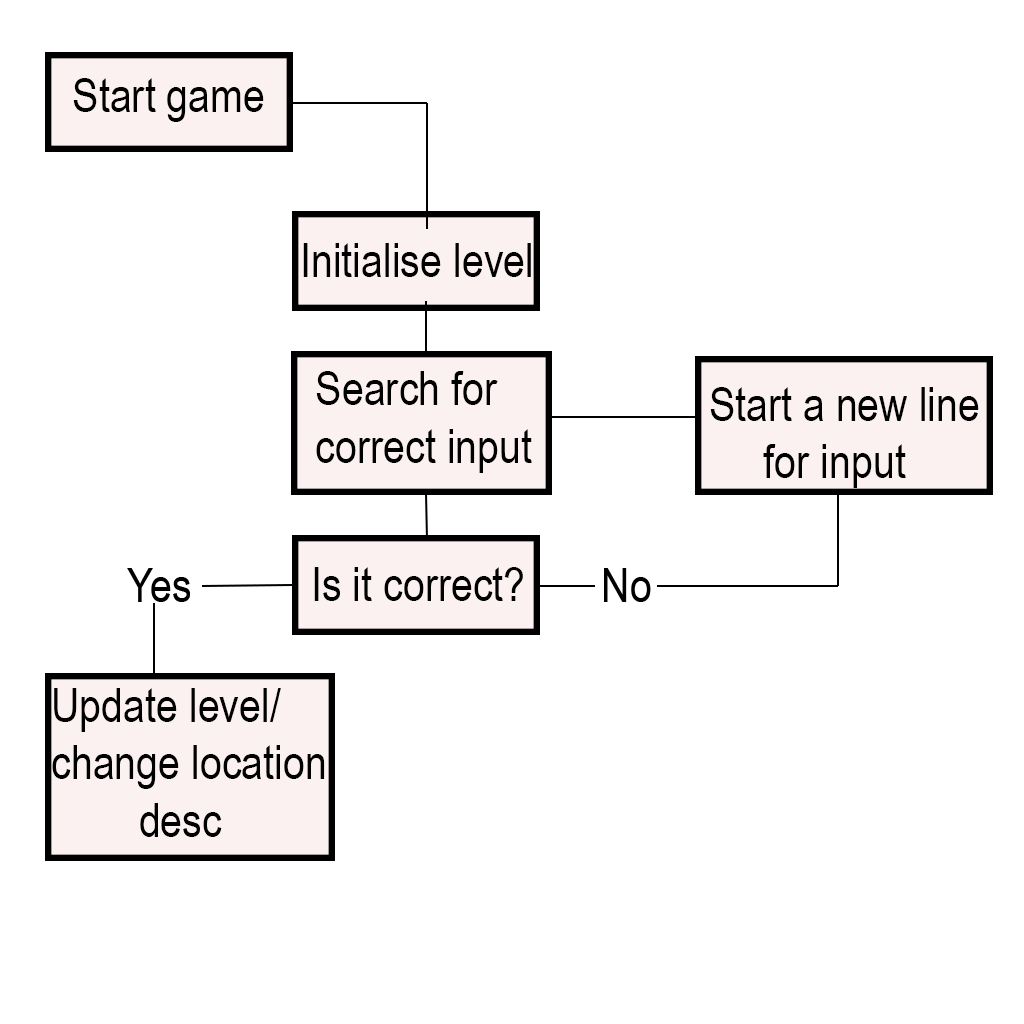 Start game
Initialise level
Search for
correct input
Start a new line
for input
Is it correct?
Yes
No
Update level/
change location
desc